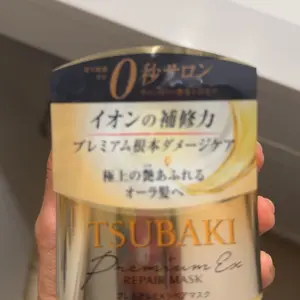 0秒サロン
イオンの補修力
プレミアム根本ダメージケア
極上の艶あふれる
オーラ髪へ
TSUBAKI
Premium Ex
REPAIR MASK